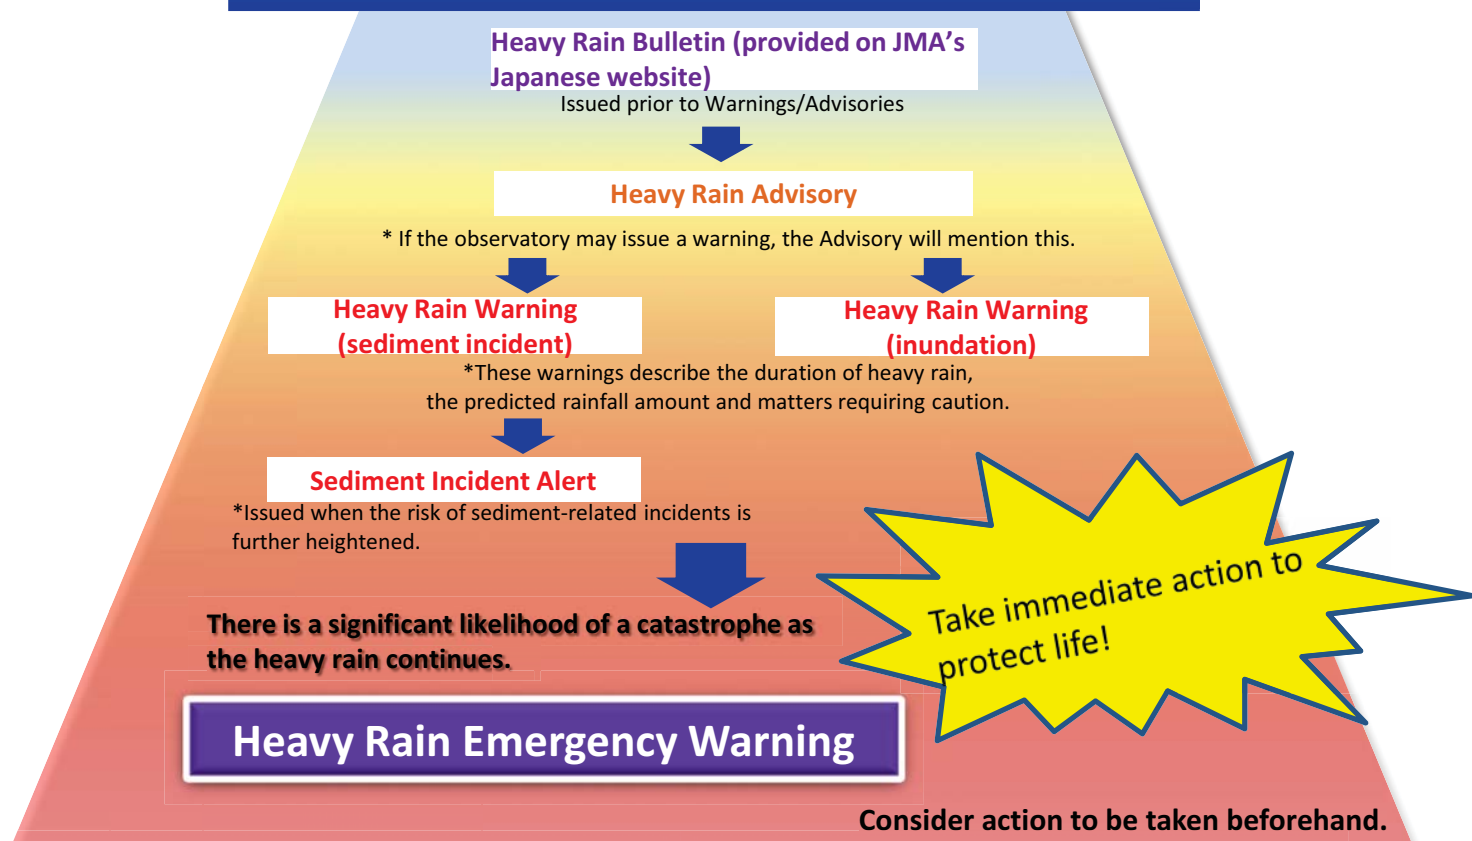 Heavy Rain Bulletin (provided on JMA's
Japanese website)
Issued prior to Warnings/Advisories
Heavy Rain Advisory
* If the observatory may issue a warning, the Advisory will mention this.
Heavy Rain Warning
(sediment incident)
Heavy Rain Warning
(inundation)
*These warnings describe the duration of heavy rain,
the predicted rainfall amount and matters requiring caution.
Sediment Incident Alert
*Issued when the risk of sediment-related incidents is
further heightened.
Take immediate action to
protect life!
There is a significant likelihood of a catastrophe as
the heavy rain continues.
Heavy Rain Emergency Warning
Consider action to be taken beforehand.